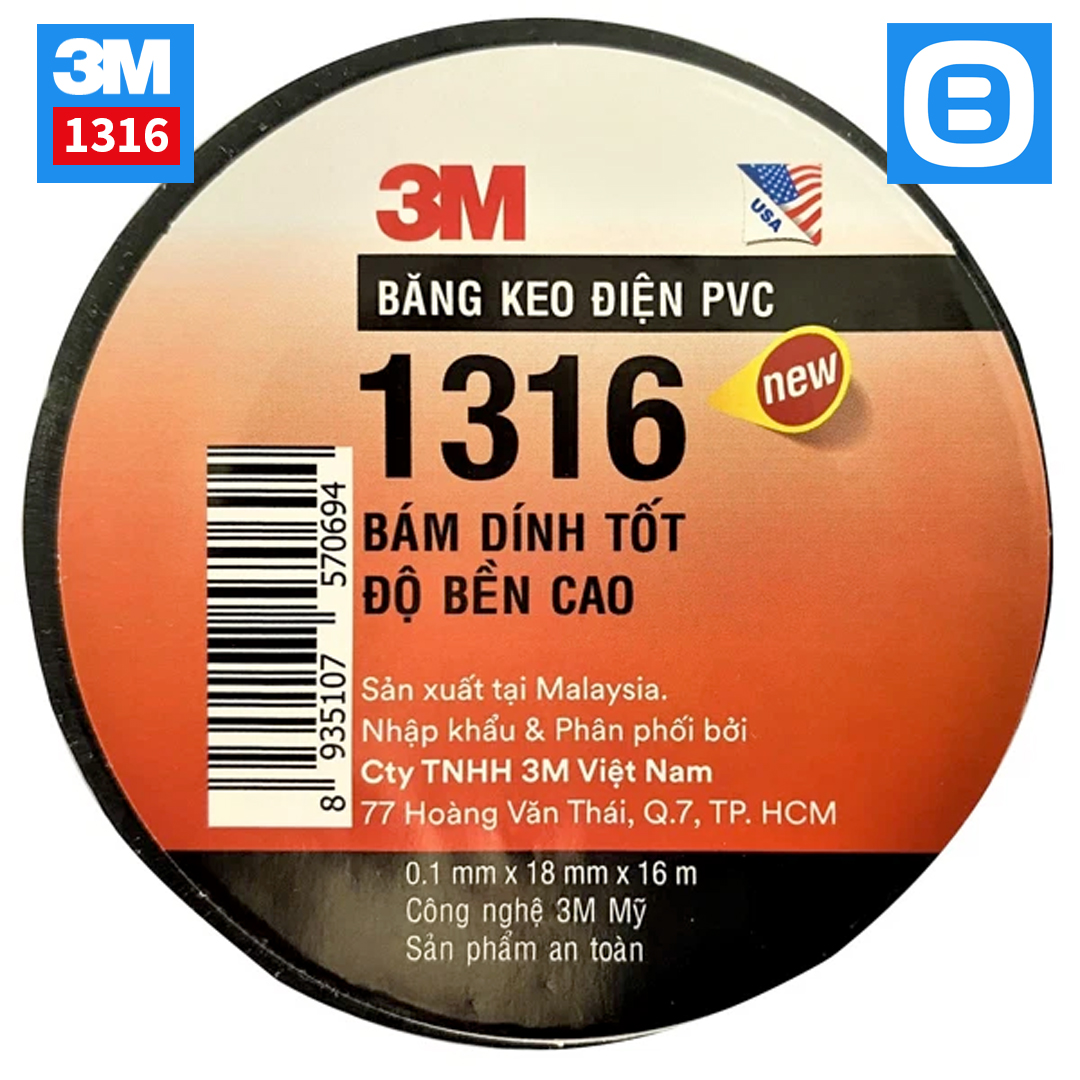 3M
1316
B
3M
USA
BĂNG KEO ĐIỆN PVC
1316
new
BÁM DÍNH TỐT
ĐỘ BỀN CAO
8 935107 570694
Sản xuất tại Malaysia.
Nhập khẩu & Phân phối bởi
Cty TNHH 3M Việt Nam
77 Hoàng Văn Thái, Q.7, TP. HCM
0.1 mm x 18 mm x 16 m
Công nghệ 3M Mỹ
Sản phẩm an toàn